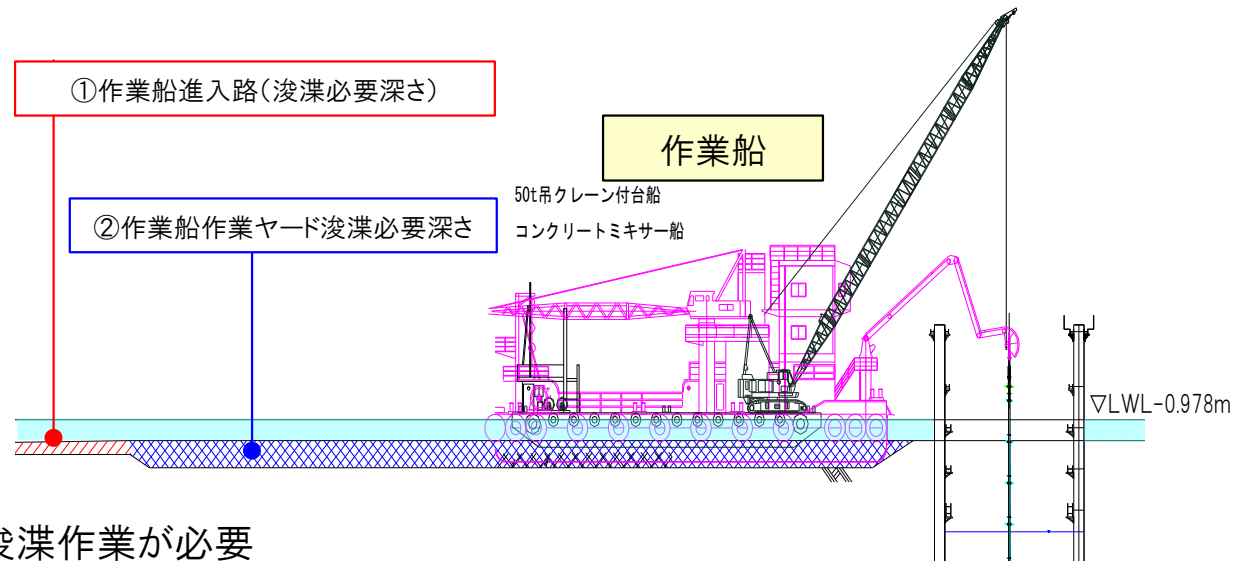 ①作業船進入路(浚渫必要深さ)
作業船
50t吊クレーン付台船
②作業船作業ヤード浚渫必要深さ
コンクリートミキサー船
▽LWL-0.978m
浚渫作業が必要